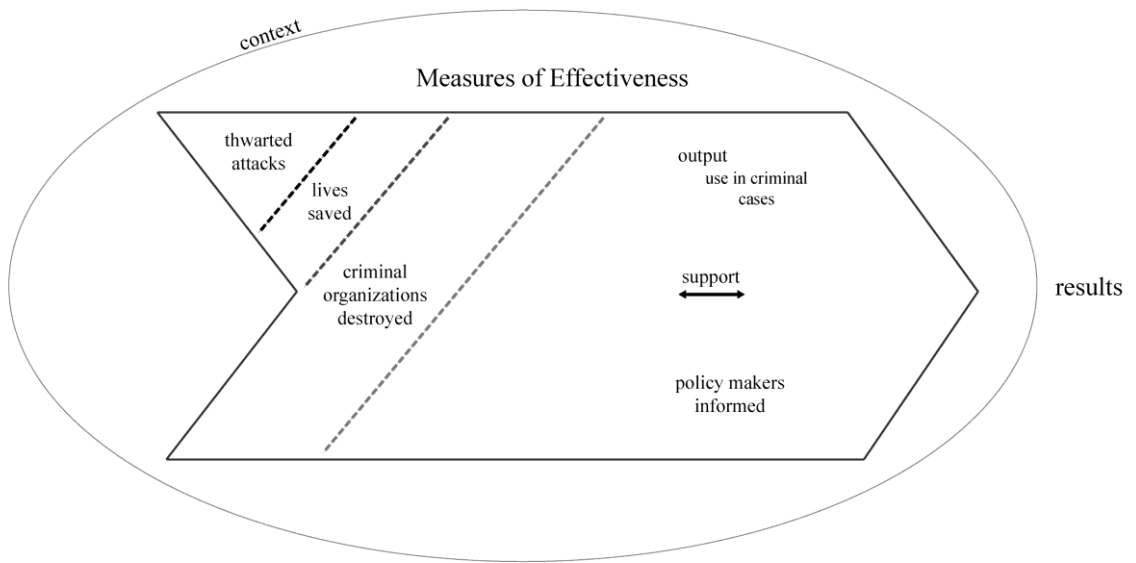 context
Measures of Effectiveness
thwarted
attacks
lives
saved
criminal
organizations
destroyed
output
use in criminal
cases
support
policy makers
informed
results